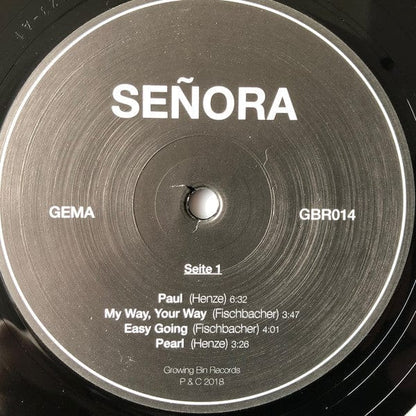 SEÑORA
GEMA
GBR014
Seite 1
Paul (Henze) 6:32
My Way, Your Way (Fischbacher) 3:47
Easy Going (Fischbacher) 4:01
Pearl (Henze) 3:26
Growing Bin Records
P & C 2018